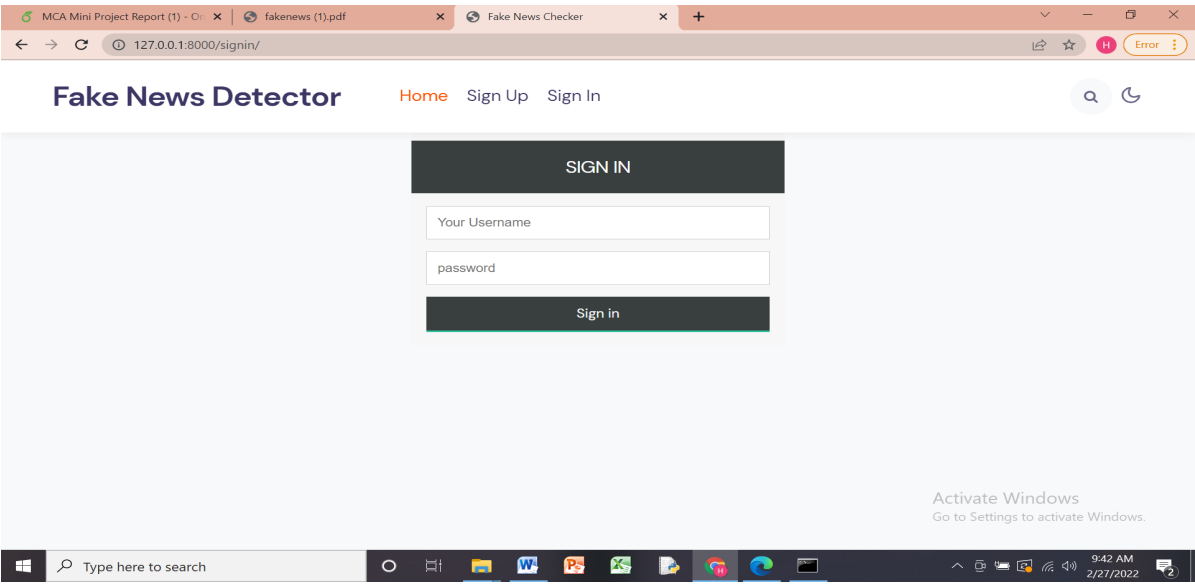 MCA Mini Project Report (1) - On
fakenews (1).pdf
Fake News Checker
127.0.0.1:8000/signin/
H
Error
Fake News Detector
Home
Sign Up
Sign In
SIGN IN
Your Username
password
Sign in
Activate Windows
Go to Settings to activate Windows.
Type here to search
9:42 AM
2/27/2022
2